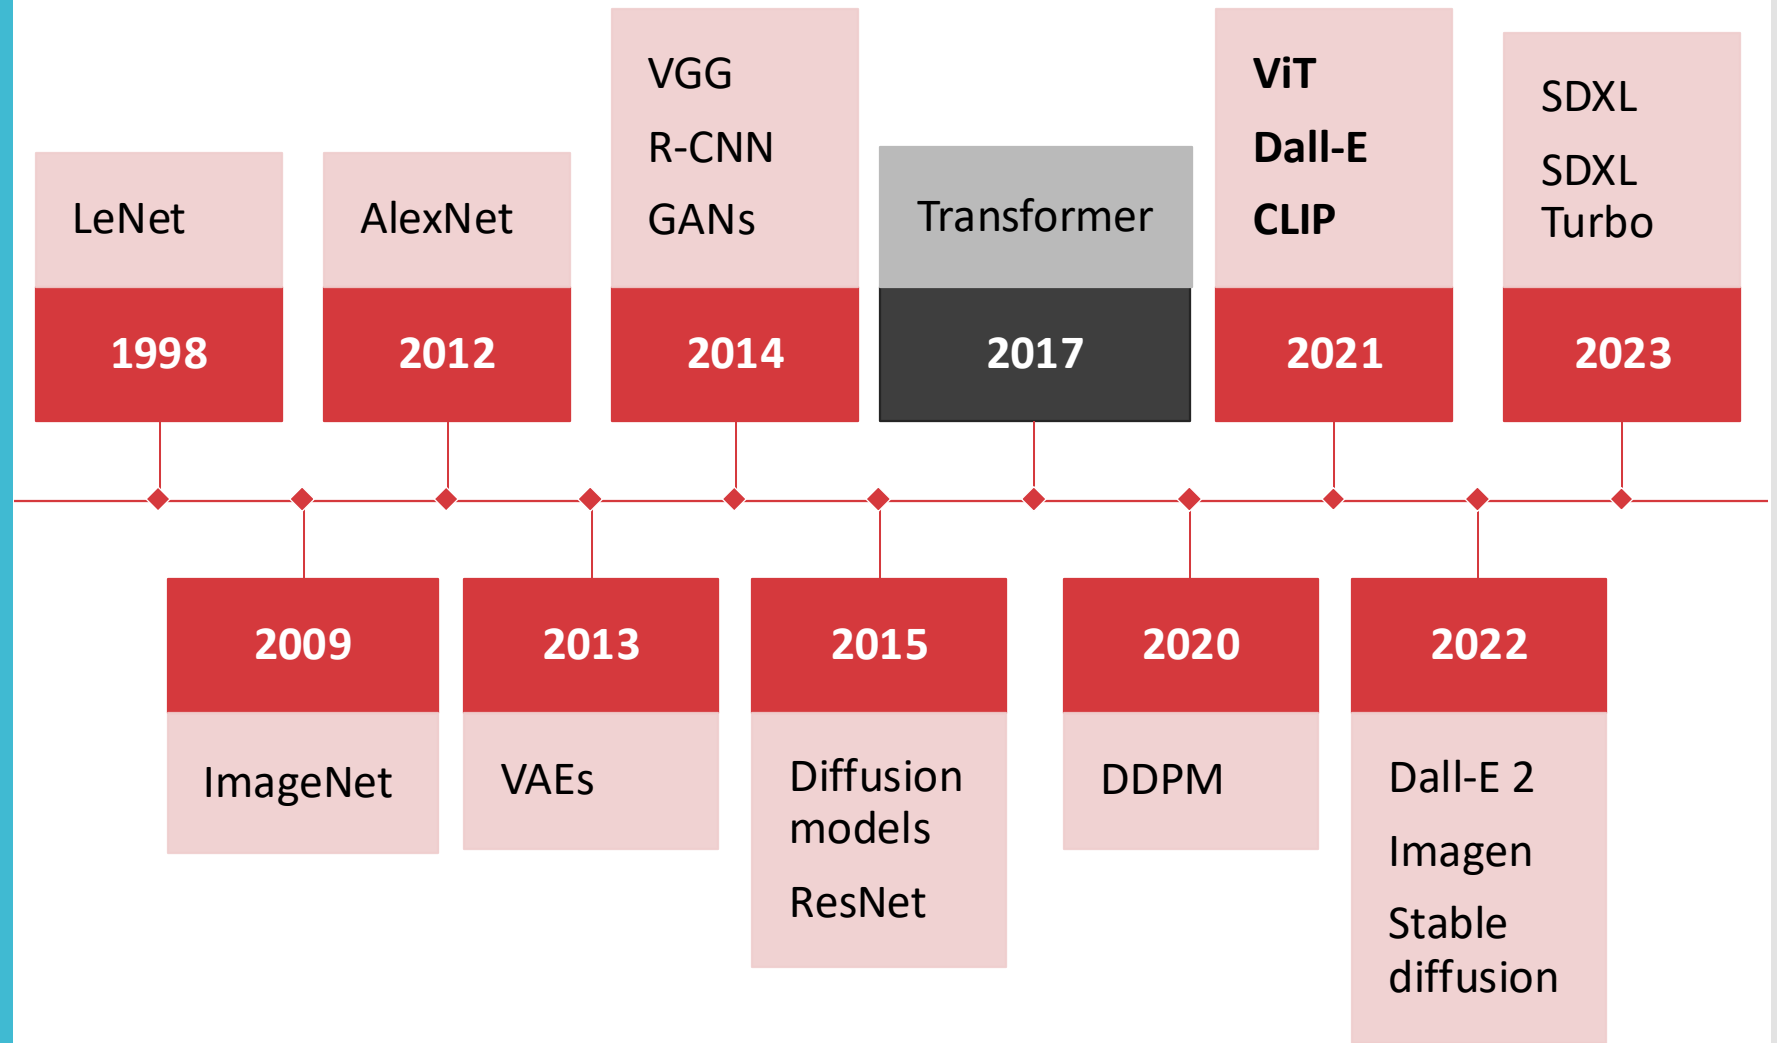 LeNet
1998
AlexNet
2012
VGG
R-CNN
GANs
2014
Transformer
2017
ViT
Dall-E
CLIP
2021
SDXL
SDXL
Turbo
2023
2009
ImageNet
2013
VAEs
2015
Diffusion
models
ResNet
2020
DDPM
2022
Dall-E 2
Imagen
Stable
diffusion